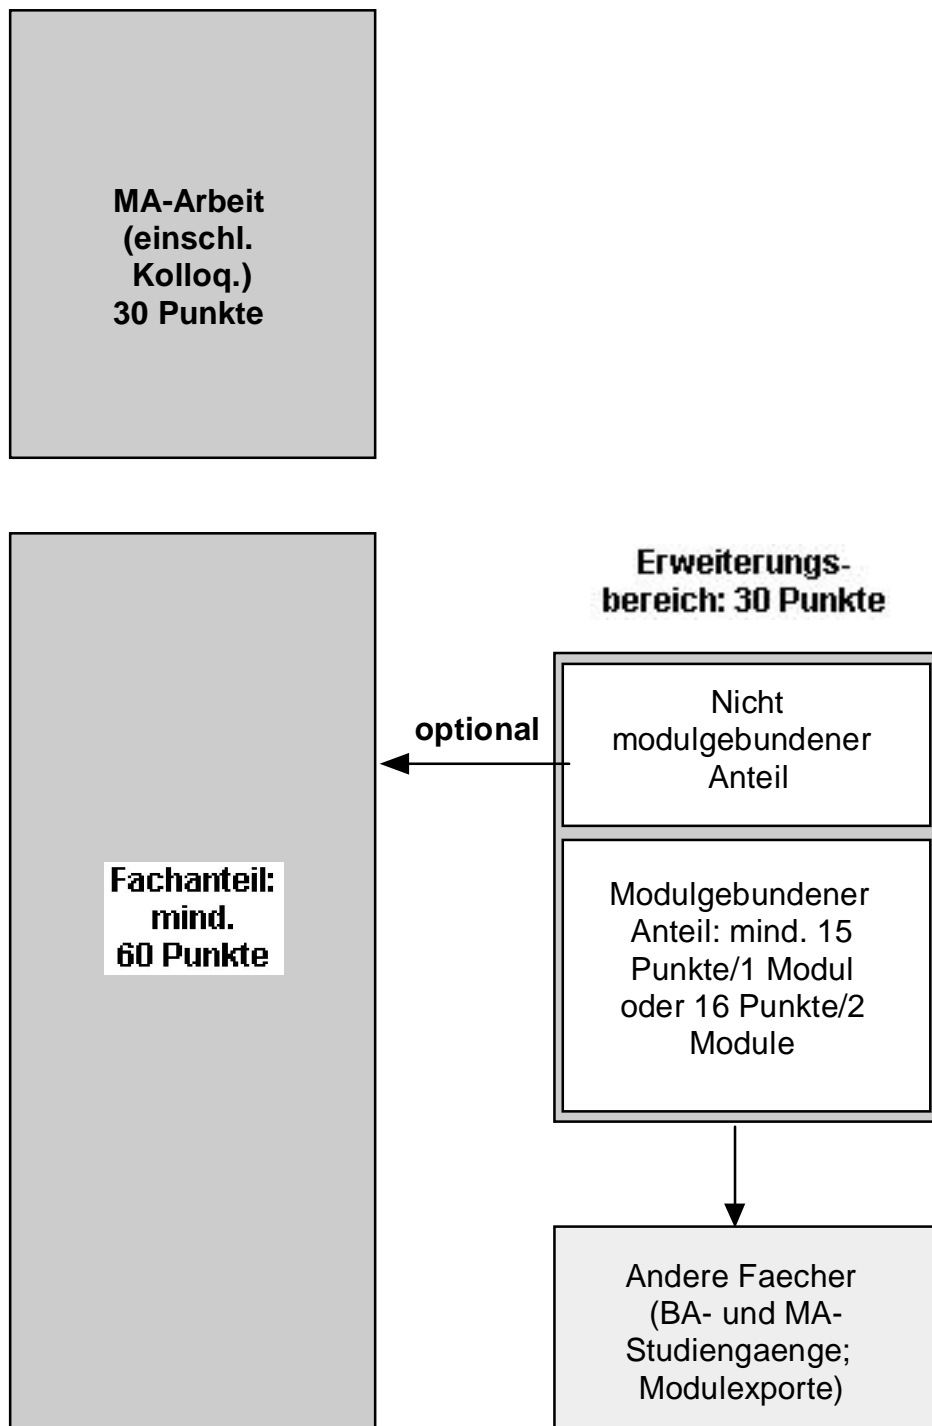 MA-Arbeit
(einschl.
Kolloq.)
30 Punkte
Erweiterungs-
bereich: 30 Punkte
optional
Nicht
modulgebundener
Anteil
Fachanteil:
mind.
60 Punkte
Modulgebundener
Anteil: mind. 15
Punkte/1 Modul
oder 16 Punkte/2
Module
Andere Faecher
(BA- und MA-
Studiengaenge;
Modulexporte)